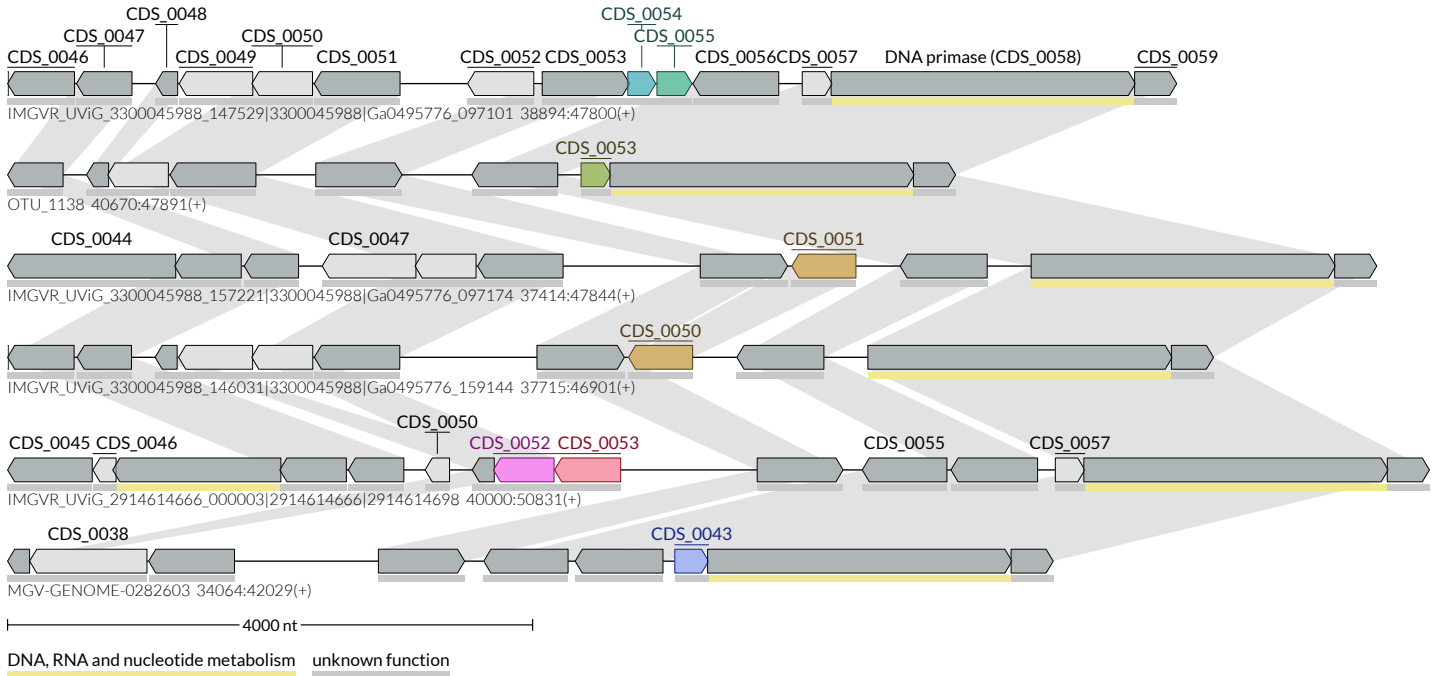 CDS_0048 CDS_0054
CDS_0047 CDS_0050 CDS_0055
CDS_0046 CDS_0049 CDS_0051 CDS_0052 CDS_0053 CDS_0056 CDS_0057 DNA primase (CDS_0058) CDS_0059
IMGVR_UViG_3300045988_147529|3300045988|Ga0495776_097101 38894:47800(+)
CDS_0053
OTU_1138 40670:47891(+)
CDS_0044 CDS_0047 CDS_0051
IMGVR_UViG_3300045988_157221|3300045988|Ga0495776_097174 37414:47844(+)
CDS_0050
IMGVR_UViG_3300045988_146031|3300045988|Ga0495776_159144 37715:46901(+)
CDS_0050
CDS_0045 CDS_0046 CDS_0052 CDS_0053 CDS_0055 CDS_0057
IMGVR_UViG_2914614666_000003|2914614666|2914614698 40000:50831(+)
CDS_0038 CDS_0043
MGV-GENOME-0282603 34064:42029(+)
4000 nt
DNA, RNA and nucleotide metabolism unknown function